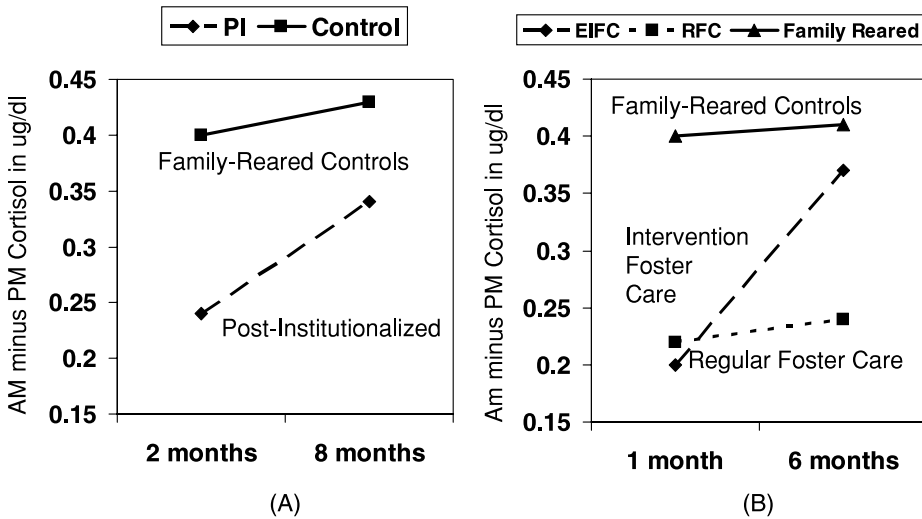 PI Control
AM minus PM Cortisol in ug/dl
0.45
0.4
0.35
0.3
0.25
0.2
0.15
Family-Reared Controls
Post-Institutionalized
2 months 8 months
(A)
EIFC RFC Family Reared
Am minus PM Cortisol in ug/dl
0.45
0.4
0.35
0.3
0.25
0.2
0.15
Family-Reared Controls
Intervention
Foster
Care
Regular Foster Care
1 month 6 months
(B)